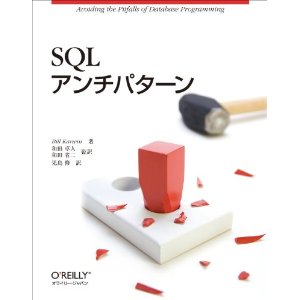 Avoiding the Pitfalls of Database Programming
SQL
アンチパターン
Bill Karwin 著
和田 卓人
和田 省二 監訳
児島 修 訳
O'REILLY®
オライリー・ジャパン